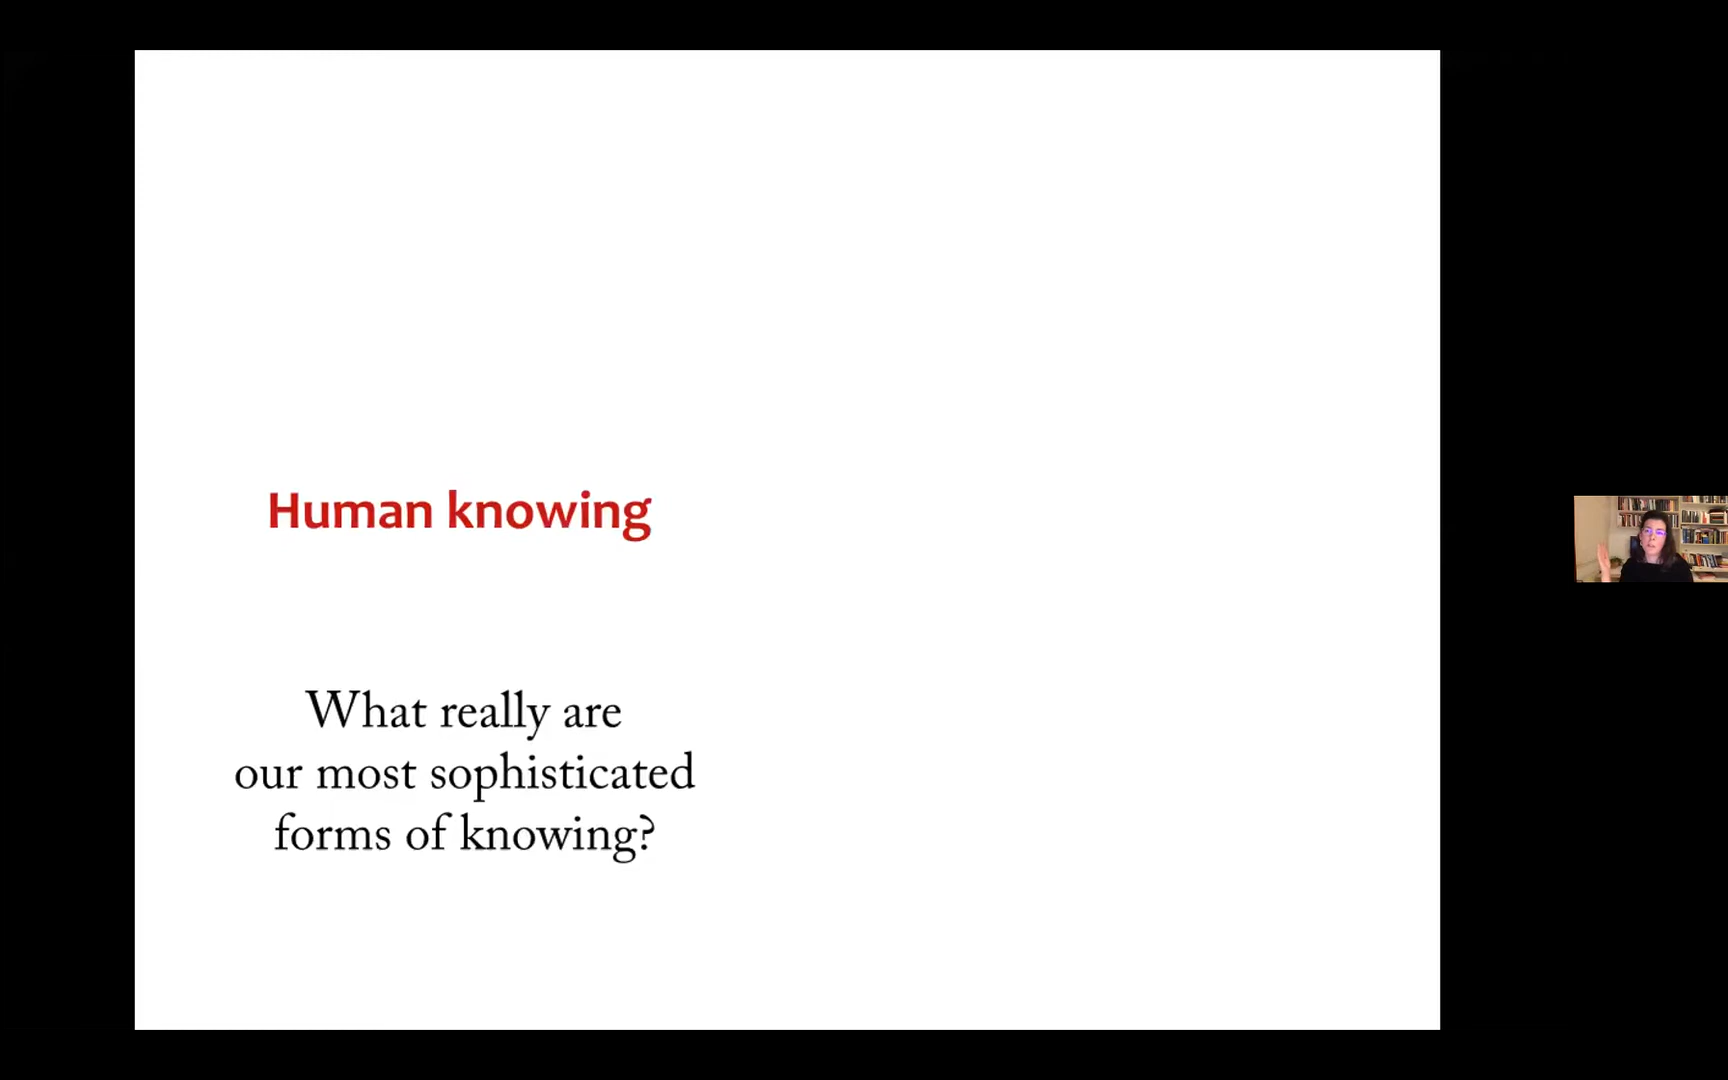 Human knowing
What really are
our most sophisticated
forms of knowing?